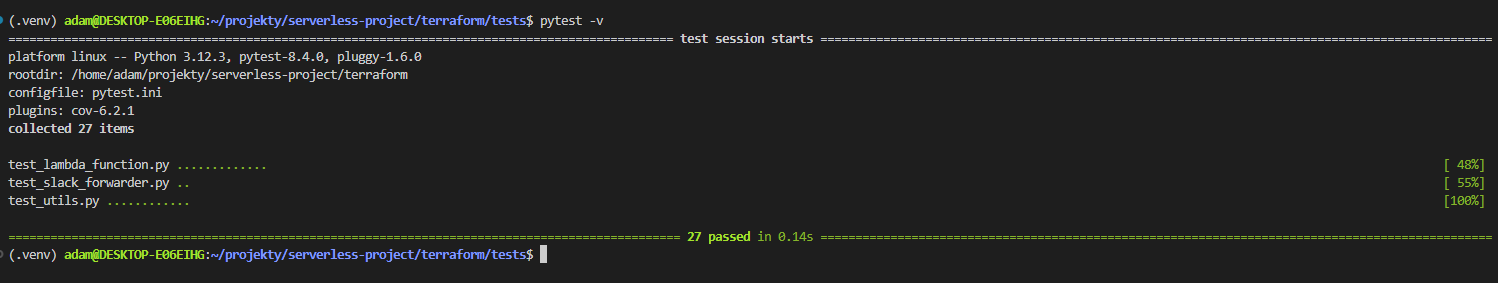 (.venv) adam@DESKTOP-E06EIHG:~/projekty/serverless-project/terraform/tests$ pytest -v
=============================================================================================== test session starts ================================================================================================
platform linux -- Python 3.12.3, pytest-8.4.0, pluggy-1.6.0
rootdir: /home/adam/projekty/serverless-project/terraform
configfile: pytest.ini
plugins: cov-6.2.1
collected 27 items
test_lambda_function.py ............. [ 48%]
test_slack_forwarder.py .. [ 55%]
test_utils.py ............ [100%]
================================================================================================ 27 passed in 0.14s ================================================================================================
(.venv) adam@DESKTOP-E06EIHG:~/projekty/serverless-project/terraform/tests$